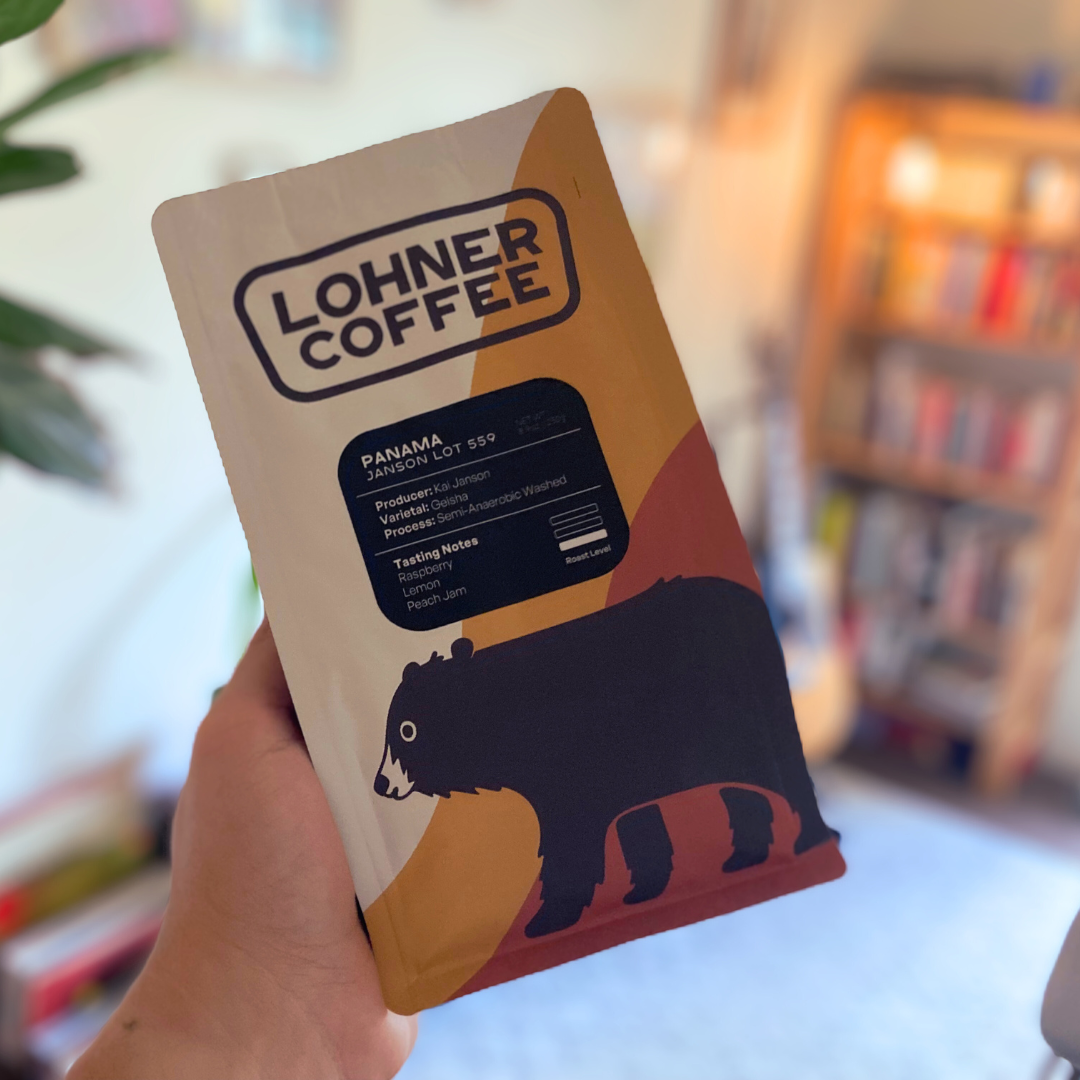 LOHNER
COFFEE
PANAMA
JANSON LOT 559
Producer: Kai Janson
Varietal: Geisha
Process: Semi-Anaerobic Washed
Tasting Notes
Raspberry
Lemon
Peach Jam
Roast Level